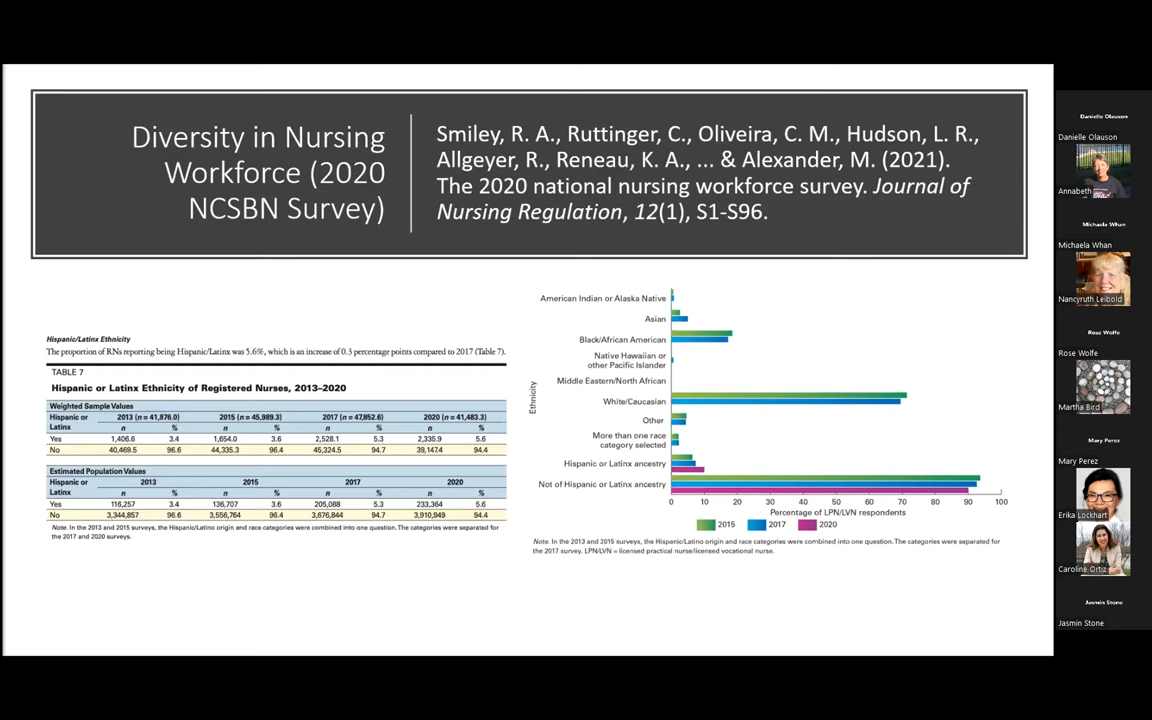 Diversity in Nursing
Workforce (2020
NCSBN Survey)
Smiley, R. A., Ruttinger, C., Oliveira, C. M., Hudson, L. R.,
Allgeyer, R., Reneau, K. A., ... & Alexander, M. (2021).
The 2020 national nursing workforce survey. Journal of
Nursing Regulation, 12(1), S1-S96.
Hispanic/Latinx Ethnicity
The proportion of RNs reporting being Hispanic/Latinx was 5.6%, which is an increase of 0.3 percentage points compared to 2017 (Table 7).
TABLE 7
Hispanic or Latinx Ethnicity of Registered Nurses, 2013–2020
Weighted Sample Values
Hispanic or Latinx 2013 (n = 41,876.0) 2015 (n = 45,989.3) 2017 (n = 47,852.6) 2020 (n = 41,483.3)
n % n % n % n %
Yes 1,406.6 3.4 1,654.0 3.6 2,528.1 5.3 2,335.9 5.6
No 40,469.5 96.6 44,335.3 96.4 45,324.5 94.7 39,147.4 94.4
Estimated Population Values
Hispanic or Latinx 2013 2015 2017 2020
n % n % n % n %
Yes 116,257 3.4 136,707 3.6 205,088 5.3 233,364 5.6
No 3,344,857 96.6 3,556,764 96.4 3,676,844 94.7 3,910,949 94.4
Note. In the 2013 and 2015 surveys, the Hispanic/Latino origin and race categories were combined into one question. The categories were separated for
the 2017 and 2020 surveys.
Ethnicity
American Indian or Alaska Native
Asian
Black/African American
Native Hawaiian or
other Pacific Islander
Middle Eastern/North African
White/Caucasian
Other
More than one race
category selected
Hispanic or Latinx ancestry
Not of Hispanic or Latinx ancestry
0 10 20 30 40 50 60 70 80 90 100
Percentage of LPN/LVN respondents
2015 2017 2020
Note. In the 2013 and 2015 surveys, the Hispanic/Latino origin and race categories were combined into one question. The categories were separated for
the 2017 survey. LPN/LVN = licensed practical nurse/licensed vocational nurse.
Danielle Olauson
Danielle Olauson
Annabeth
Michaela Whan
Michaela Whan
Nancyruth Leibold
Rose Wolfe
Rose Wolfe
Martha Bird
Mary Perez
Mary Perez
Erika Lockhart
Caroline Ortiz
Jasmin Stone
Jasmin Stone